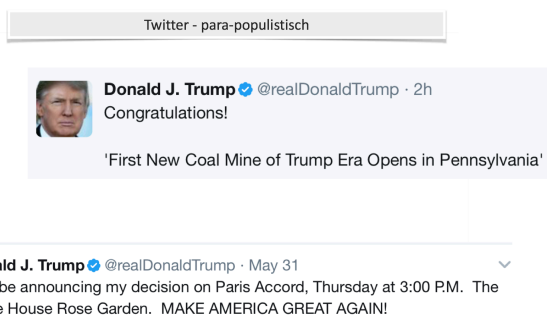 Twitter - para-populistisch
Donald J. Trump @realDonaldTrump · 2h
Congratulations!
'First New Coal Mine of Trump Era Opens in Pennsylvania'
ald J. Trump @realDonaldTrump · May 31
be announcing my decision on Paris Accord, Thursday at 3:00 P.M. The
e House Rose Garden. MAKE AMERICA GREAT AGAIN!